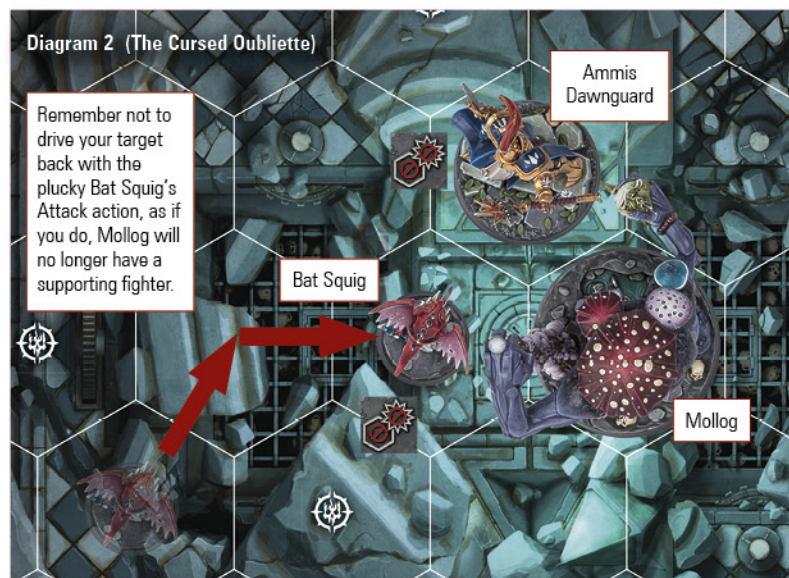 Diagram 2 (The Cursed Oubliette)
Remember not to
drive your target
back with the
plucky Bat Squig's
Attack action, as if
you do, Mollog will
no longer have a
supporting fighter.
Ammis
Dawnguard
Bat Squig
Mollog